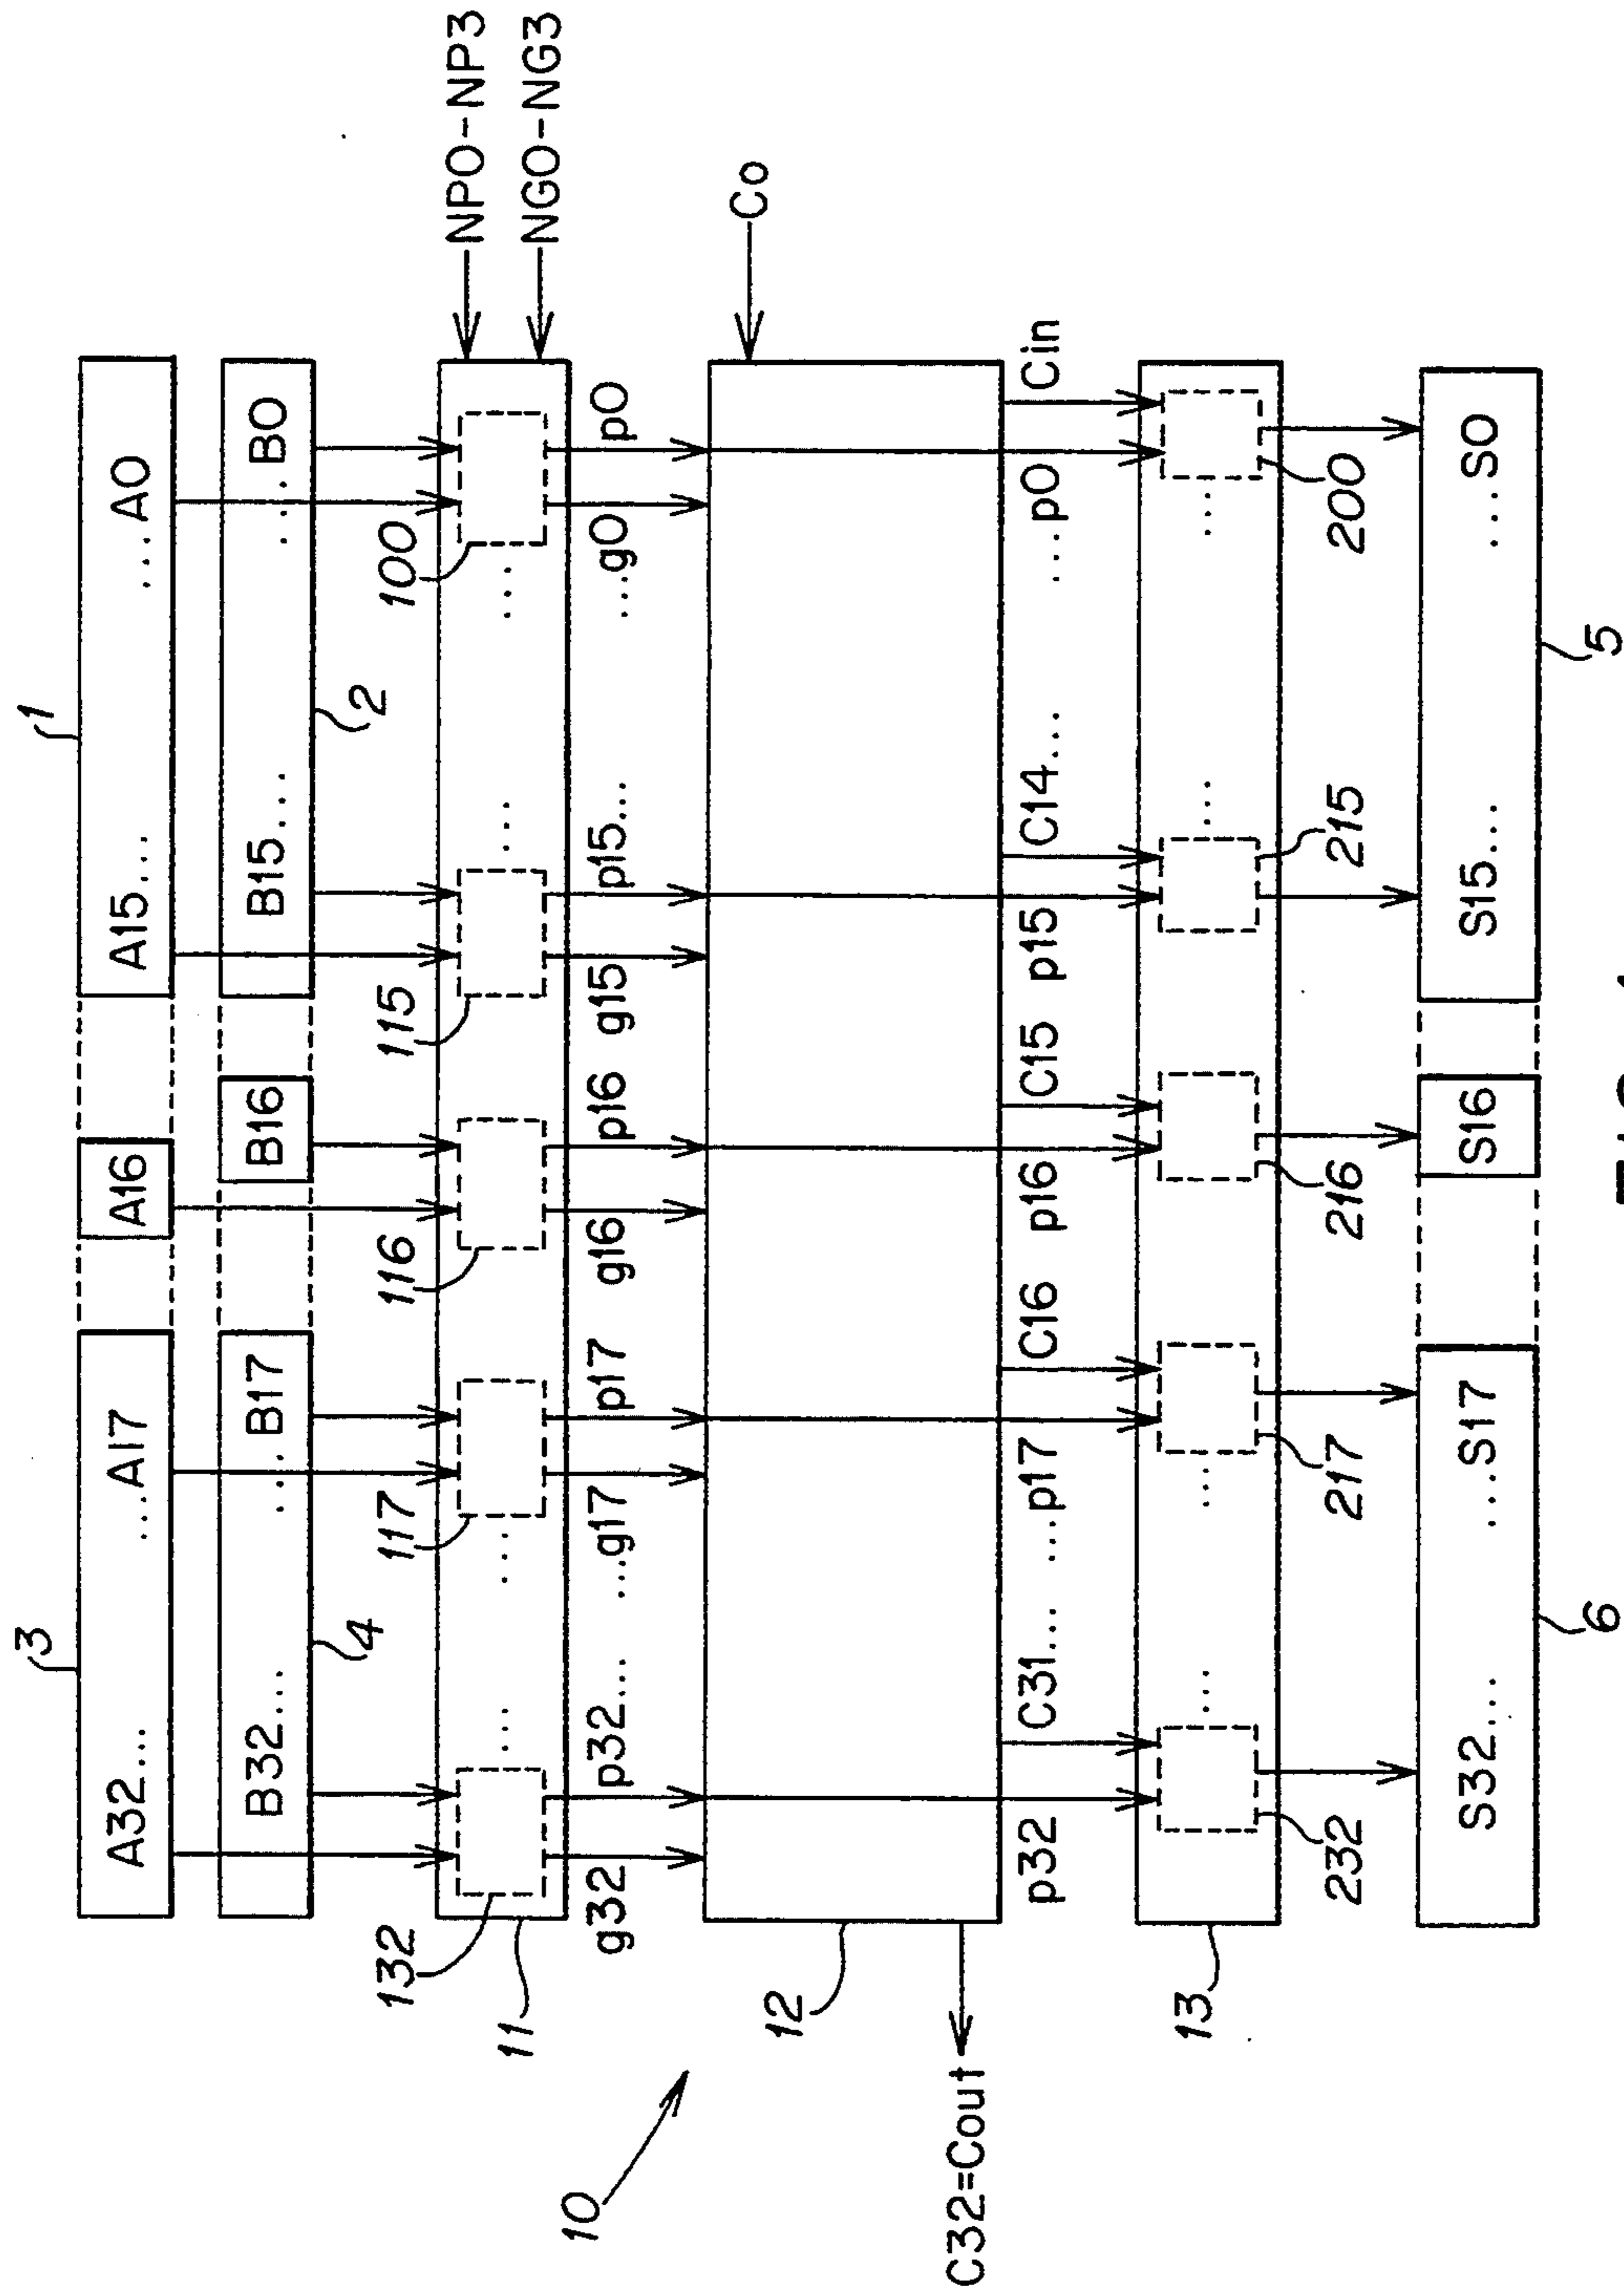 3
1
A32... ...A17 A16 A15... ...A0
B32... ...B17 B16 B15... ...B0
4
2
NP0-NP3
NG0-NG3
132
117
116
115
100
... ... ... ...
11
g32 p32... ...g17 p17 g16 p16 g15 p15... ...g0 p0
Co
12
C32=Cout
10
p32 C31... ...p17 C16 p16 C15 p15 C14... ...p0 Cin
13
... ... ... ...
232
217
216
215
200
S32... ...S17 S16 S15... ...S0
6
5